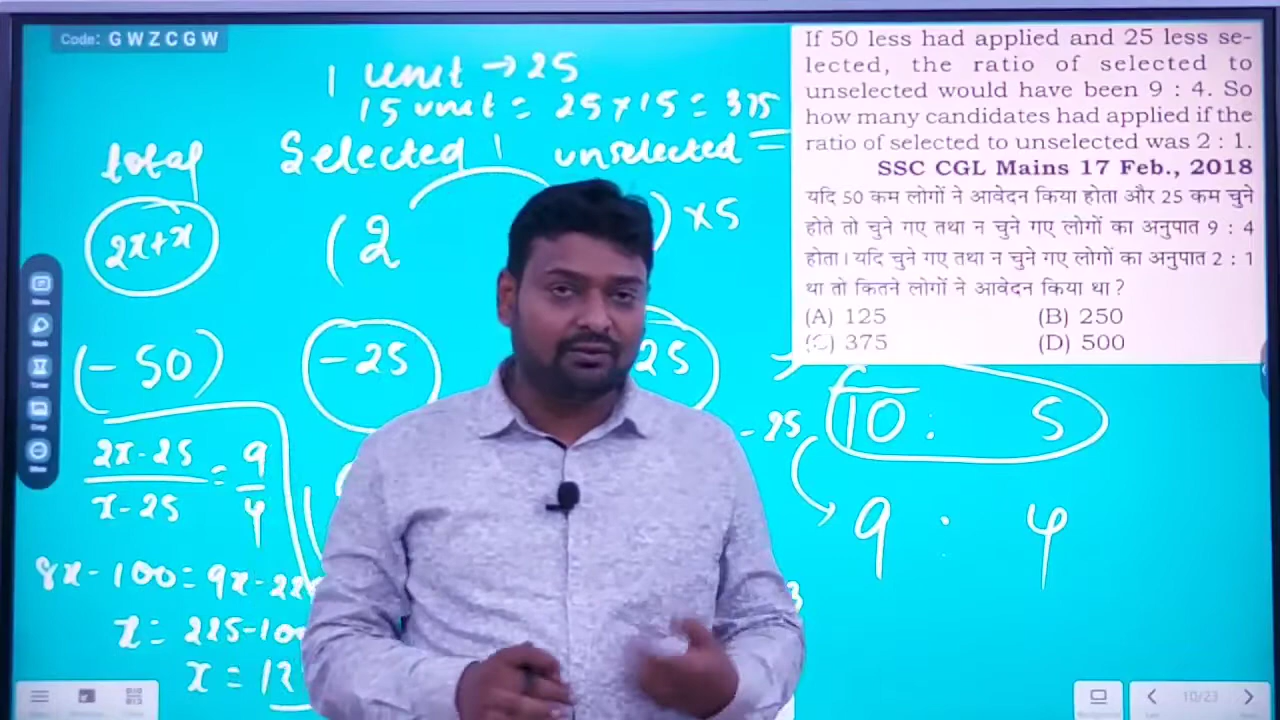 Code: GWZCGW
1 unit → 25
15 unit = 25 × 15 = 375
total Selected unselected
2x+x (2 ) ×5
(-50) -25 25
2x-25 / x-25 = 9/4
8x-100 = 9x-22
x = 225-100
x = 12
-25 10 : 5
9 : 4
If 50 less had applied and 25 less se-
lected, the ratio of selected to
unselected would have been 9 : 4. So
how many candidates had applied if the
ratio of selected to unselected was 2 : 1.
SSC CGL Mains 17 Feb., 2018
यदि 50 कम लोगों ने आवेदन किया होता और 25 कम चुने
होते तो चुने गए तथा न चुने गए लोगों का अनुपात 9 : 4
होता। यदि चुने गए तथा न चुने गए लोगों का अनुपात 2 : 1
था तो कितने लोगों ने आवेदन किया था ?
(A) 125 (B) 250
(C) 375 (D) 500
10/23